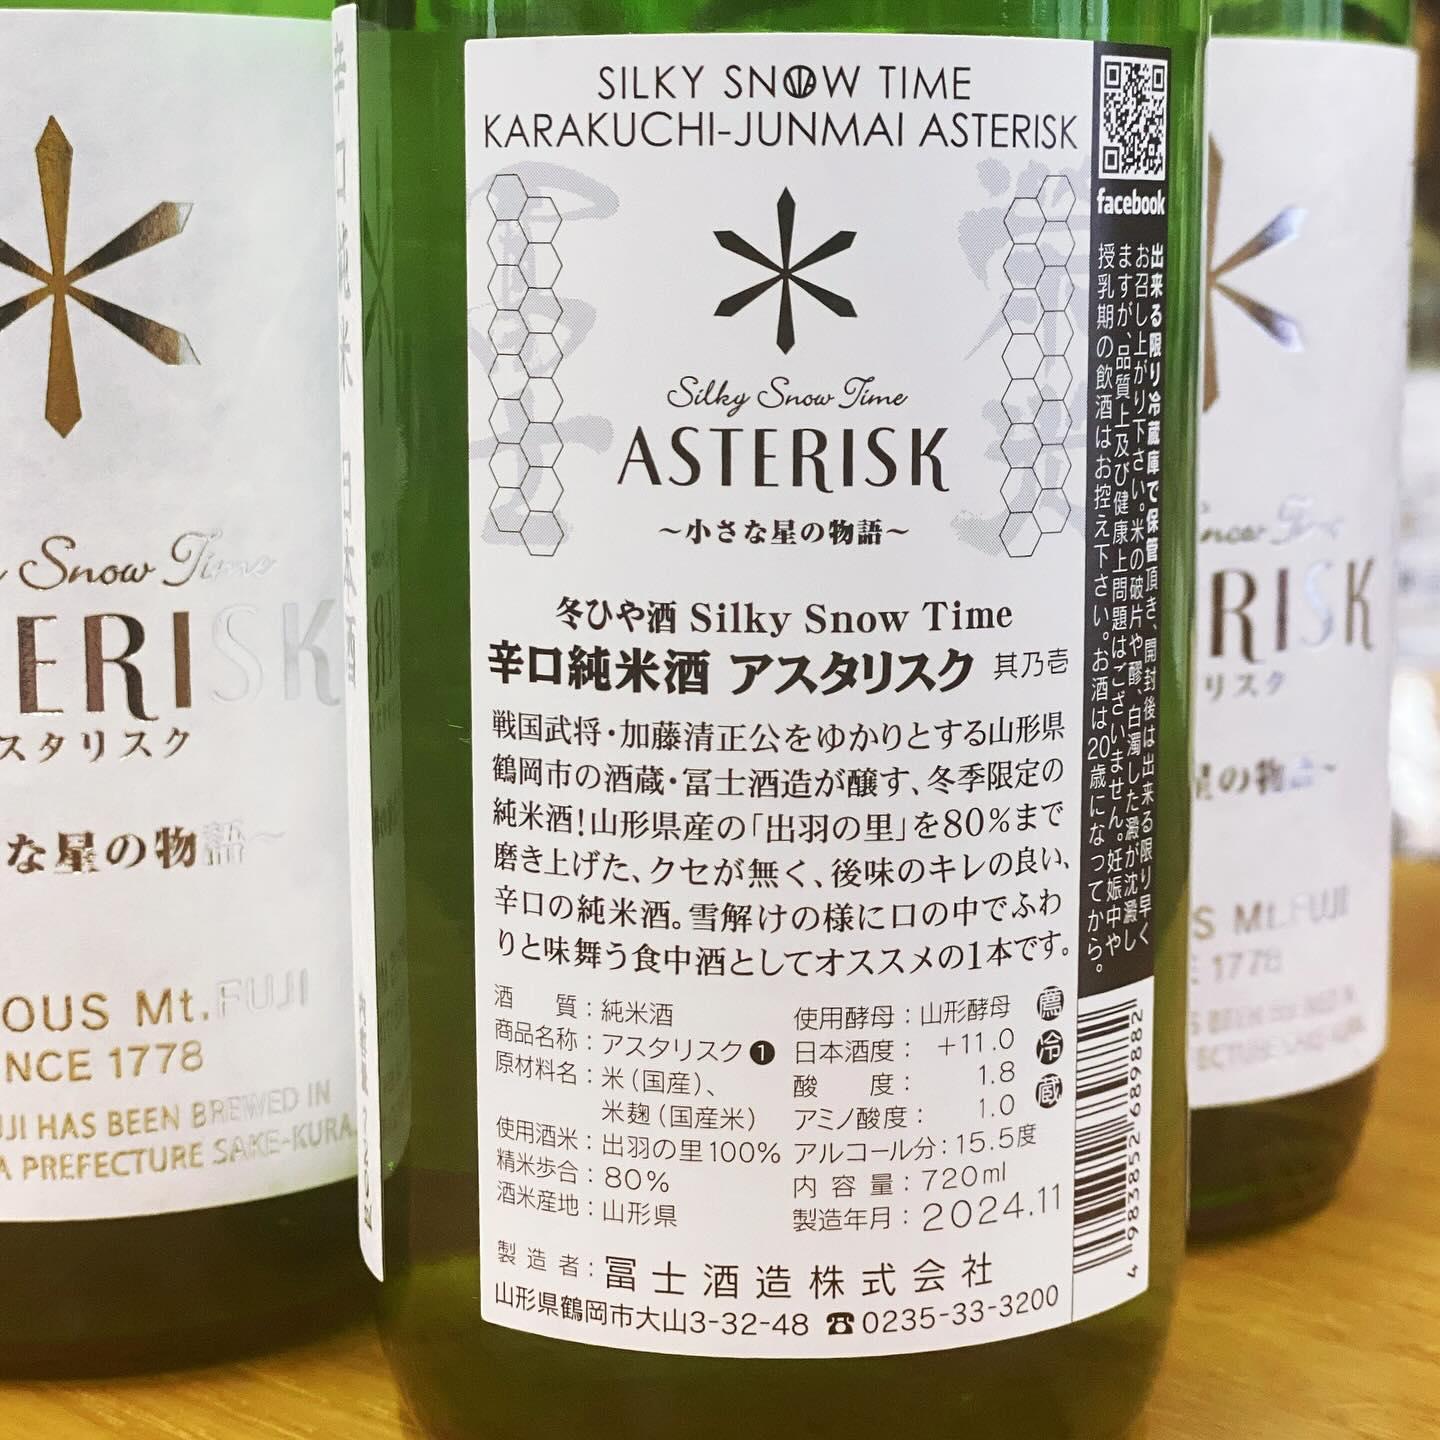 SILKY SNOW TIME
KARAKUCHI-JUNMAI ASTERISK
Silky Snow Time
ASTERISK
～小さな星の物語～
冬ひや酒 Silky Snow Time
辛口純米酒 アスタリスク 其乃壱
戦国武将・加藤清正公をゆかりとする山形県
鶴岡市の酒蔵・冨士酒造が醸す、冬季限定の
純米酒！山形県産の「出羽の里」を80％まで
磨き上げた、クセが無く、後味のキレの良い、
辛口の純米酒。雪解けの様に口の中でふわ
りと味舞う食中酒としてオススメの1本です。
酒質：純米酒
商品名称：アスタリスク❶
原材料名：米（国産）、
米麹（国産米）
使用酒米：出羽の里100％
精米歩合：80％
酒米産地：山形県
使用酵母：山形酵母
日本酒度：＋11.0
酸度：1.8
アミノ酸度：1.0
アルコール分：15.5度
内容量：720ml
製造年月：2024.11
要冷蔵
製造者：冨士酒造株式会社
山形県鶴岡市大山3-32-48 ☎0235-33-3200
facebook
出来る限り冷蔵庫で保管頂き、開封後は出来る限り早く
お召し上がり下さい。米の破片や醪、白濁した澱が沈澱し
ますが、品質上及び健康上問題はございません。妊娠中や
授乳期の飲酒はお控え下さい。お酒は20歳になってから。
4 983852 689882
辛口純米 日本酒
Snow Time
ERISK
スタリスク
な星の物語～
OUS Mt.FUJI
NCE 1778
UJI HAS BEEN BREWED IN
A PREFECTURE SAKE-KURA.
Snow Time
RISK
リスク
星の物語～
S Mt.FUJI
E 1778